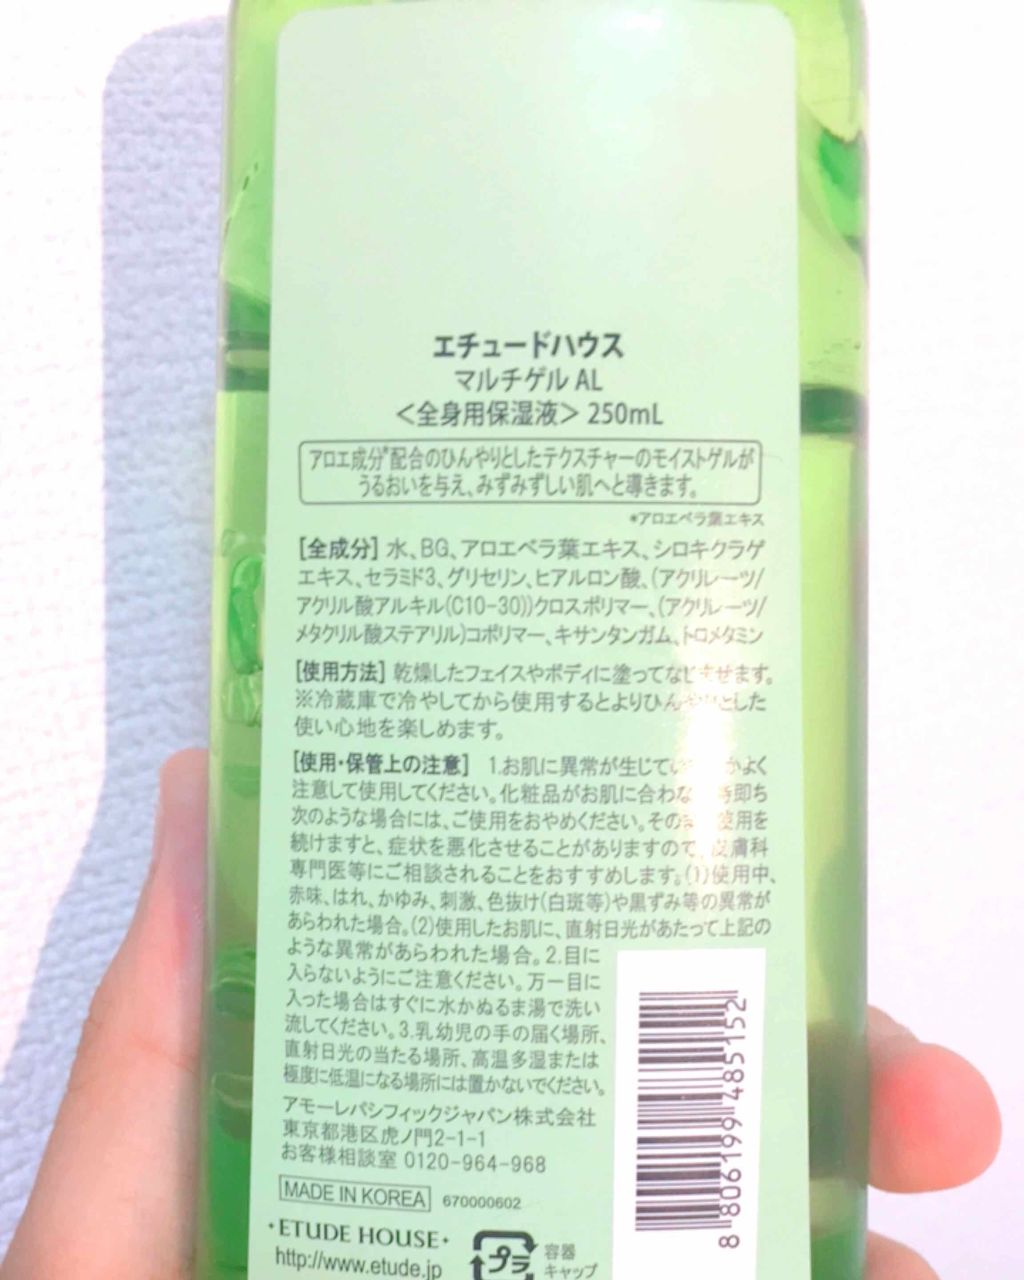 エチュードハウス
マルチゲル AL
＜全身用保湿液＞ 250mL
アロエ成分*配合のひんやりとしたテクスチャーのモイストゲルが
うるおいを与え、みずみずしい肌へと導きます。
*アロエベラ葉エキス
[全成分] 水、BG、アロエベラ葉エキス、シロキクラゲ
エキス、セラミド3、グリセリン、ヒアルロン酸、(アクリレーツ/
アクリル酸アルキル(C10-30))クロスポリマー、(アクリレーツ/
メタクリル酸ステアリル)コポリマー、キサンタンガム、トロメタミン
[使用方法] 乾燥したフェイスやボディに塗ってなじませます。
※冷蔵庫で冷やしてから使用するとよりひんやりとした
使い心地を楽しめます。
[使用・保管上の注意] 1.お肌に異常が生じて かよく
注意して使用してください。化粧品がお肌に合わな 即ち
次のような場合には、ご使用をおやめください。そのまま使用を
続けますと、症状を悪化させることがありますので、皮膚科
専門医等にご相談されることをおすすめします。(1)使用中、
赤味、はれ、かゆみ、刺激、色抜け(白斑等)や黒ずみ等の異常が
あらわれた場合。(2)使用したお肌に、直射日光があたって上記の
ような異常があらわれた場合。2.目に
入らないようにご注意ください。万一目に
入った場合はすぐに水かぬるま湯で洗い
流してください。3.乳幼児の手の届く場所、
直射日光の当たる場所、高温多湿または
極度に低温になる場所には置かないでください。
アモーレパシフィックジャパン株式会社
東京都港区虎ノ門2-1-1
お客様相談室 0120-964-968
MADE IN KOREA 670000602
・ETUDE HOUSE・
http://www.etude.jp
プラ
容器
キャップ
8 806199 485152